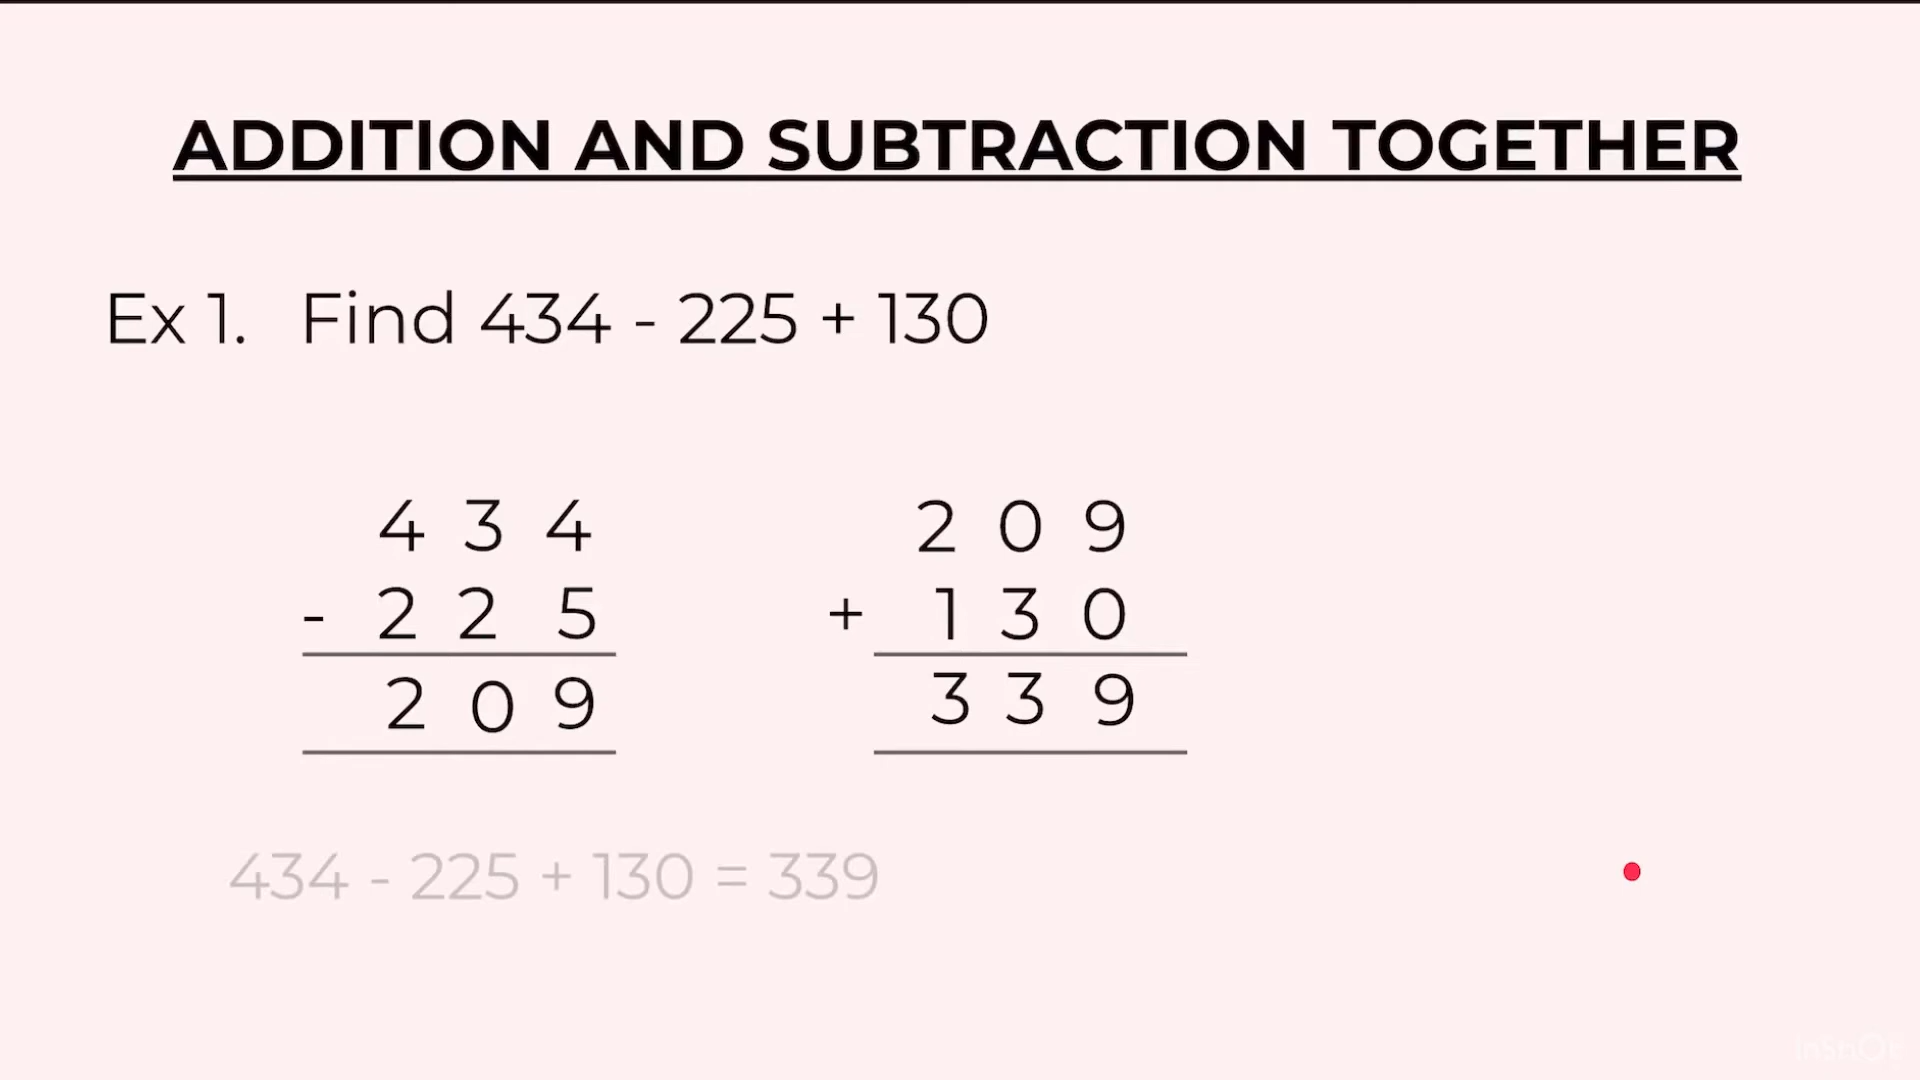 ADDITION AND SUBTRACTION TOGETHER
Ex 1. Find 434 - 225 + 130
4 3 4
- 2 2 5
2 0 9
2 0 9
+ 1 3 0
3 3 9
434 - 225 + 130 = 339
InShOt